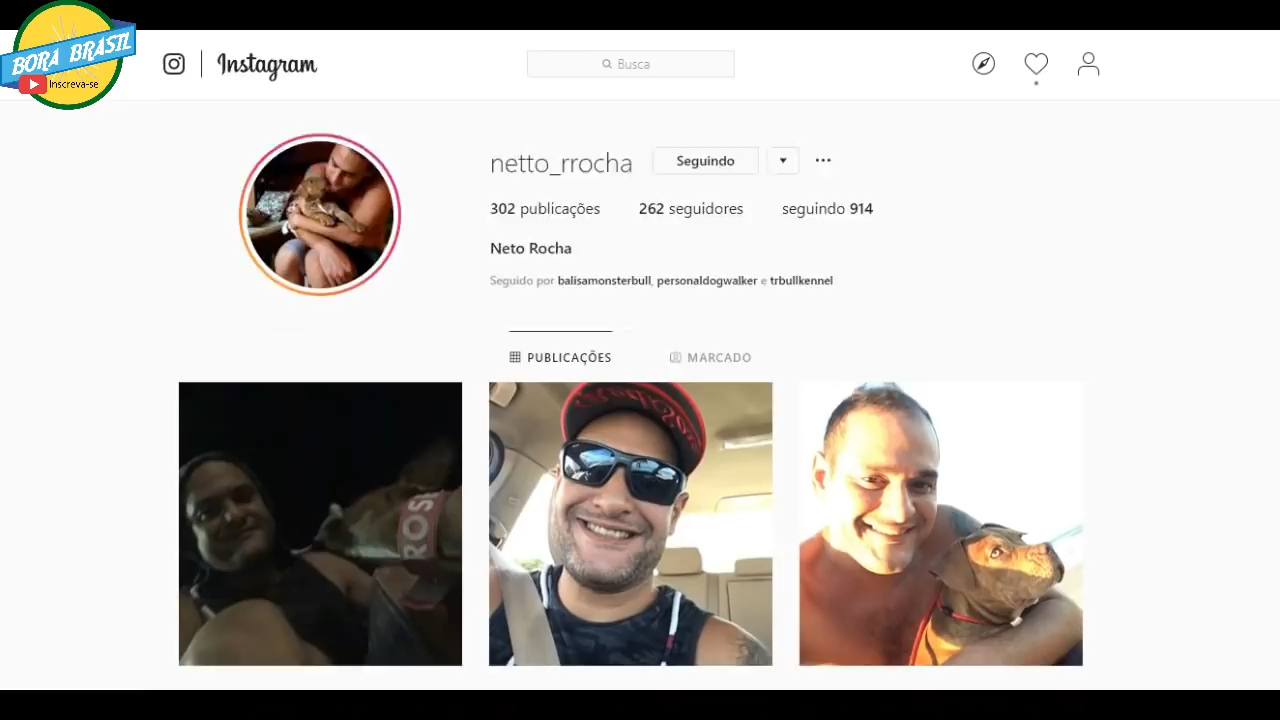 BORA BRASIL
Inscreva-se
Instagram
Busca
netto_rrocha
Seguindo
302 publicações
262 seguidores
seguindo 914
Neto Rocha
Seguido por balisamonsterbull, personaldogwalker e trbullkennel
PUBLICAÇÕES
MARCADO
ROS